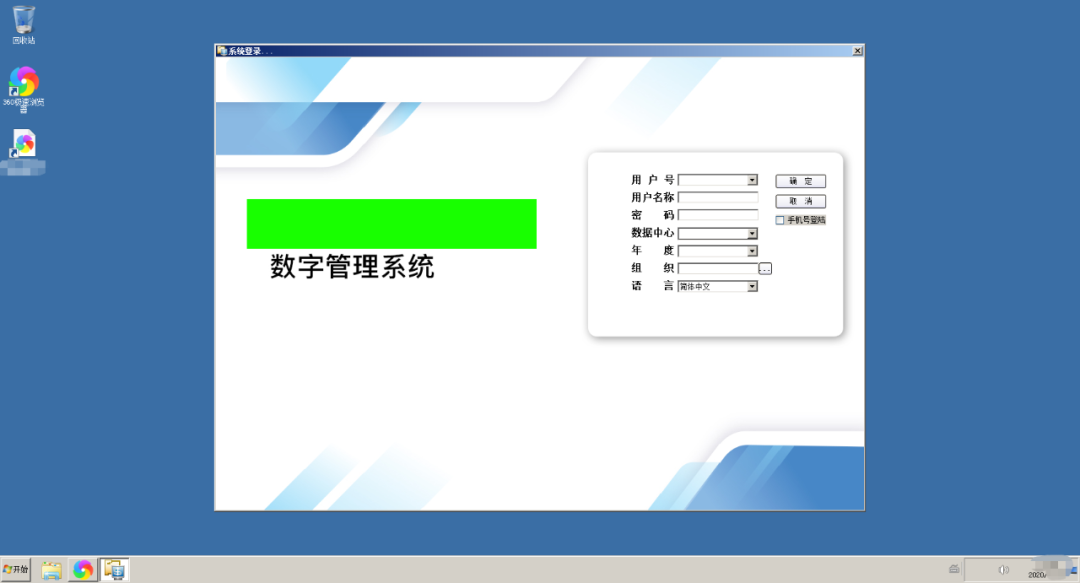 回收站
360极速浏览
器
系统登录...
数字管理系统
用 户 号
确 定
用户名称
取 消
密 码
手机号登陆
数据中心
年 度
组 织
...
语 言
简体中文
开始
2020